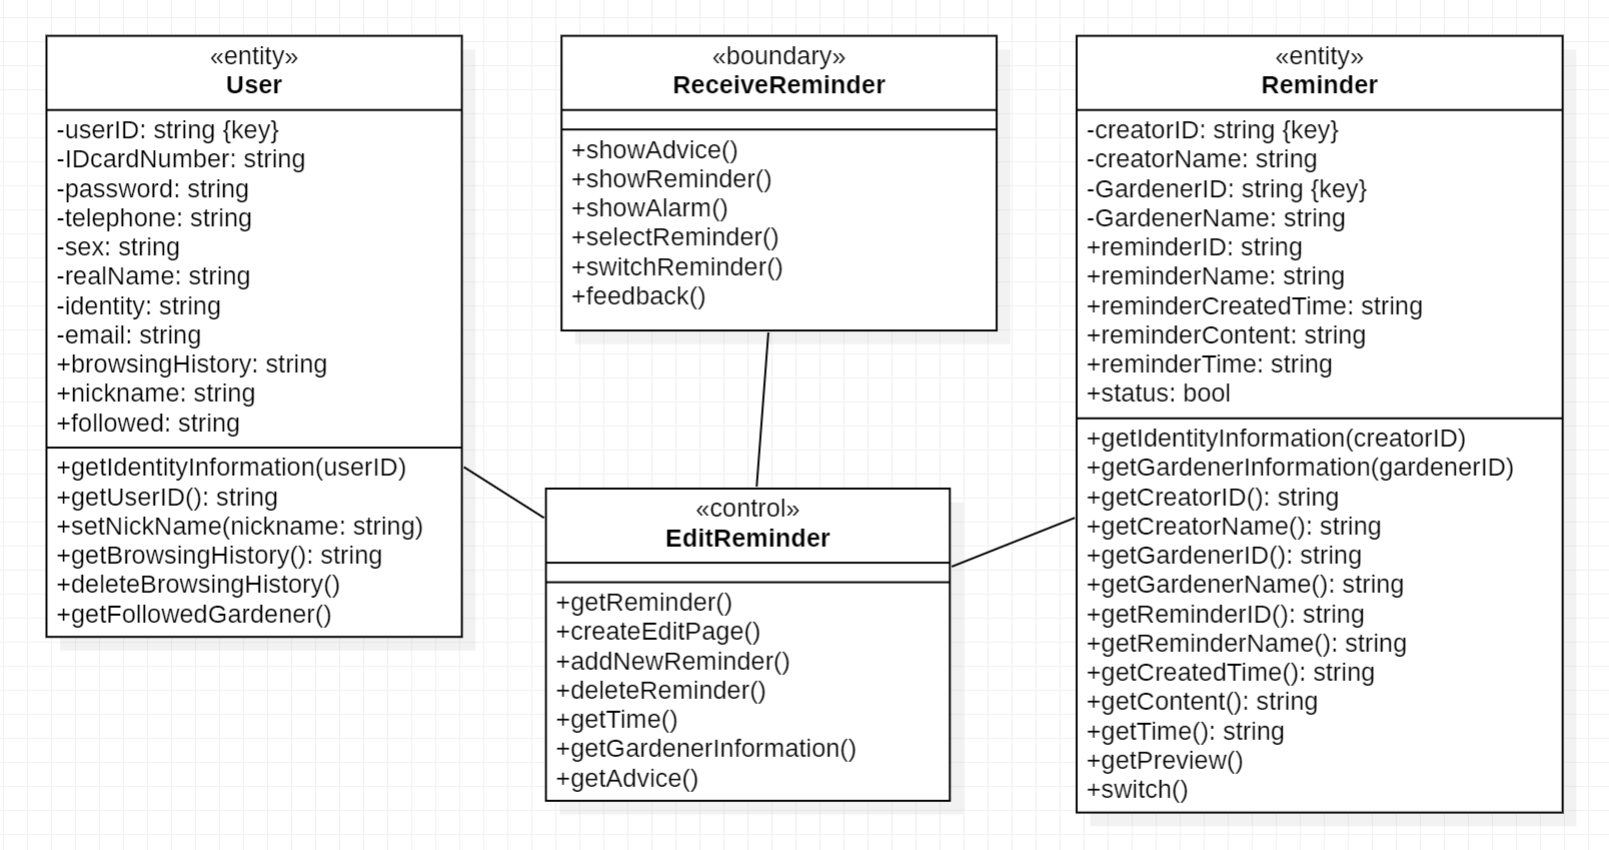 «entity»
User
-userID: string {key}
-IDcardNumber: string
-password: string
-telephone: string
-sex: string
-realName: string
-identity: string
-email: string
+browsingHistory: string
+nickname: string
+followed: string
+getIdentityInformation(userID)
+getUserID(): string
+setNickName(nickname: string)
+getBrowsingHistory(): string
+deleteBrowsingHistory()
+getFollowedGardener()
«boundary»
ReceiveReminder
+showAdvice()
+showReminder()
+showAlarm()
+selectReminder()
+switchReminder()
+feedback()
«control»
EditReminder
+getReminder()
+createEditPage()
+addNewReminder()
+deleteReminder()
+getTime()
+getGardenerInformation()
+getAdvice()
«entity»
Reminder
-creatorID: string {key}
-creatorName: string
-GardenerID: string {key}
-GardenerName: string
+reminderID: string
+reminderName: string
+reminderCreatedTime: string
+reminderContent: string
+reminderTime: string
+status: bool
+getIdentityInformation(creatorID)
+getGardenerInformation(gardenerID)
+getCreatorID(): string
+getCreatorName(): string
+getGardenerID(): string
+getGardenerName(): string
+getReminderID(): string
+getReminderName(): string
+getCreatedTime(): string
+getContent(): string
+getTime(): string
+getPreview()
+switch()